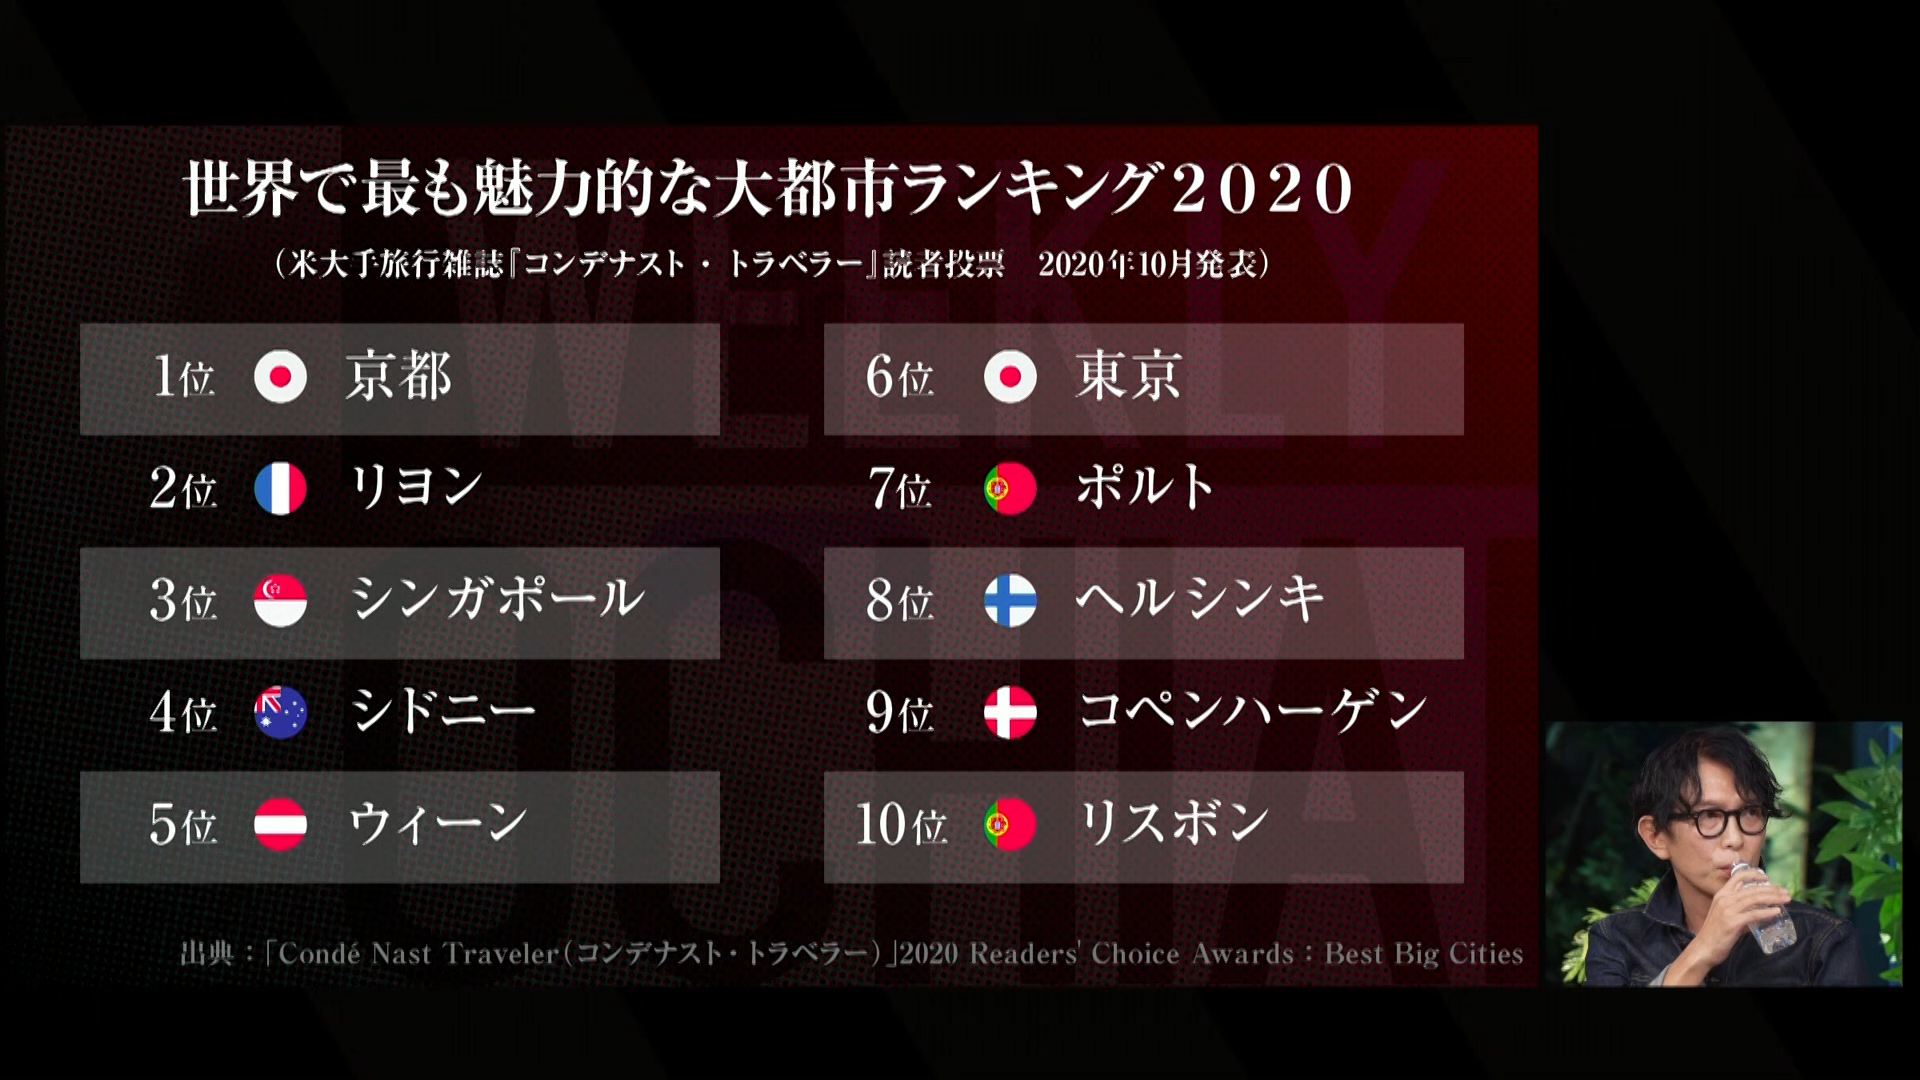 世界で最も魅力的な大都市ランキング2020
（米大手旅行雑誌『コンデナスト・トラベラー』読者投票　2020年10月発表）
1位 京都
2位 リヨン
3位 シンガポール
4位 シドニー
5位 ウィーン
6位 東京
7位 ポルト
8位 ヘルシンキ
9位 コペンハーゲン
10位 リスボン
出典：「Condé Nast Traveler（コンデナスト・トラベラー）」2020 Readers' Choice Awards：Best Big Cities
WEEKLY
OCHIAI